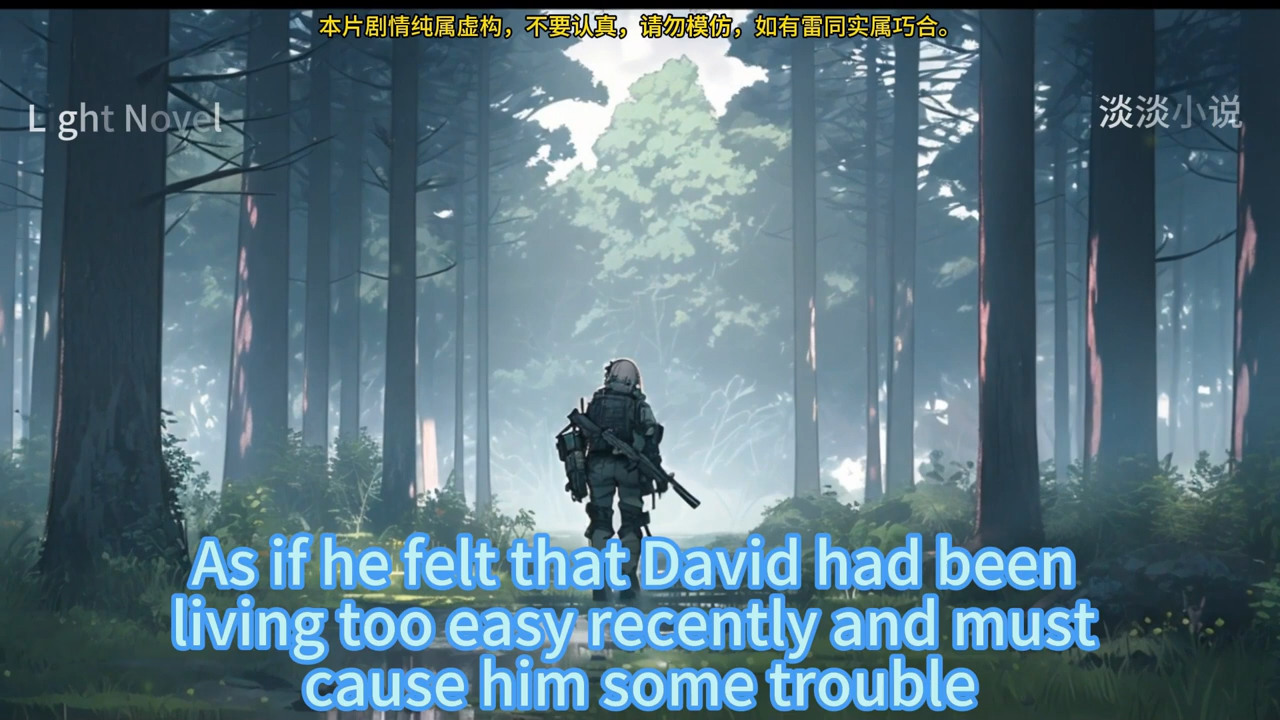 本片剧情纯属虚构，不要认真，请勿模仿，如有雷同实属巧合。
Light Novel
淡淡小说
As if he felt that David had been
living too easy recently and must
cause him some trouble